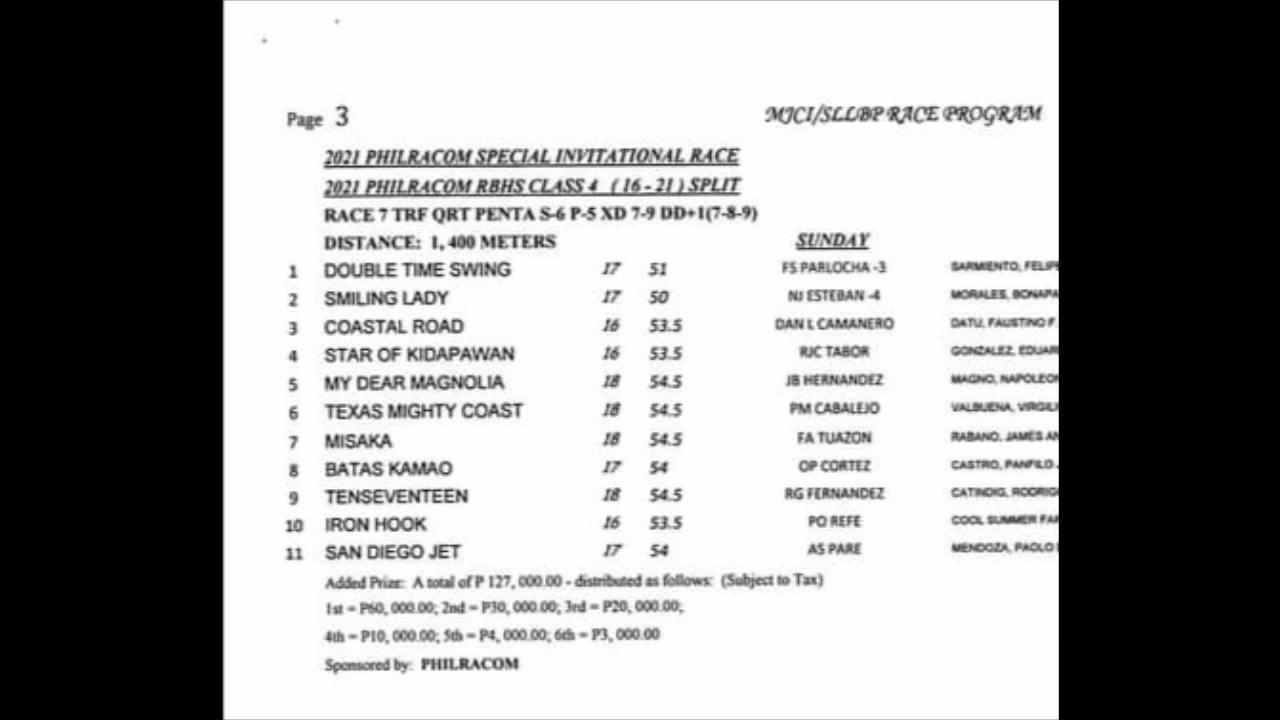 Page 3 MJCI/SLLBP RACE PROGRAM
2021 PHILRACOM SPECIAL INVITATIONAL RACE
2021 PHILRACOM RBHS CLASS 4 ( 16 - 21 ) SPLIT
RACE 7 TRF QRT PENTA S-6 P-5 XD 7-9 DD+1(7-8-9)
DISTANCE: 1, 400 METERS SUNDAY
1 DOUBLE TIME SWING 17 51 FS PARLOCHA -3 SARMIENTO, FELIPE
2 SMILING LADY 17 50 NJ ESTEBAN -4 MORALES, BONAPA
3 COASTAL ROAD 16 53.5 DAN L CAMANERO DATU, FAUSTINO F.
4 STAR OF KIDAPAWAN 16 53.5 RJC TABOR GONZALEZ, EDUAR
5 MY DEAR MAGNOLIA 18 54.5 JB HERNANDEZ MAGNO, NAPOLEON
6 TEXAS MIGHTY COAST 18 54.5 PM CABALEJO VALBUENA, VIRGILI
7 MISAKA 18 54.5 FA TUAZON RABANO, JAMES AN
8 BATAS KAMAO 17 54 OP CORTEZ CASTRO, PANFILO
9 TENSEVENTEEN 18 54.5 RG FERNANDEZ CATINDIG, RODRIG
10 IRON HOOK 16 53.5 PO REFE COOL SUMMER FA
11 SAN DIEGO JET 17 54 AS PARE MENDOZA, PAOLO
Added Prize: A total of P 127, 000.00 - distributed as follows: (Subject to Tax)
1st = P60, 000.00; 2nd = P30, 000.00; 3rd = P20, 000.00;
4th = P10, 000.00; 5th = P4, 000.00; 6th = P3, 000.00
Sponsored by: PHILRACOM